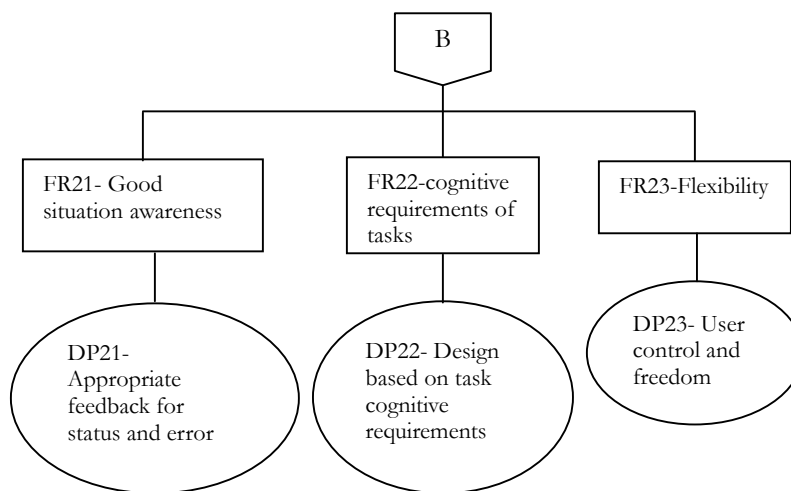 B
FR21- Good
situation awareness
FR22-cognitive
requirements of
tasks
FR23-Flexibility
DP21-
Appropriate
feedback for
status and error
DP22- Design
based on task
cognitive
requirements
DP23- User
control and
freedom